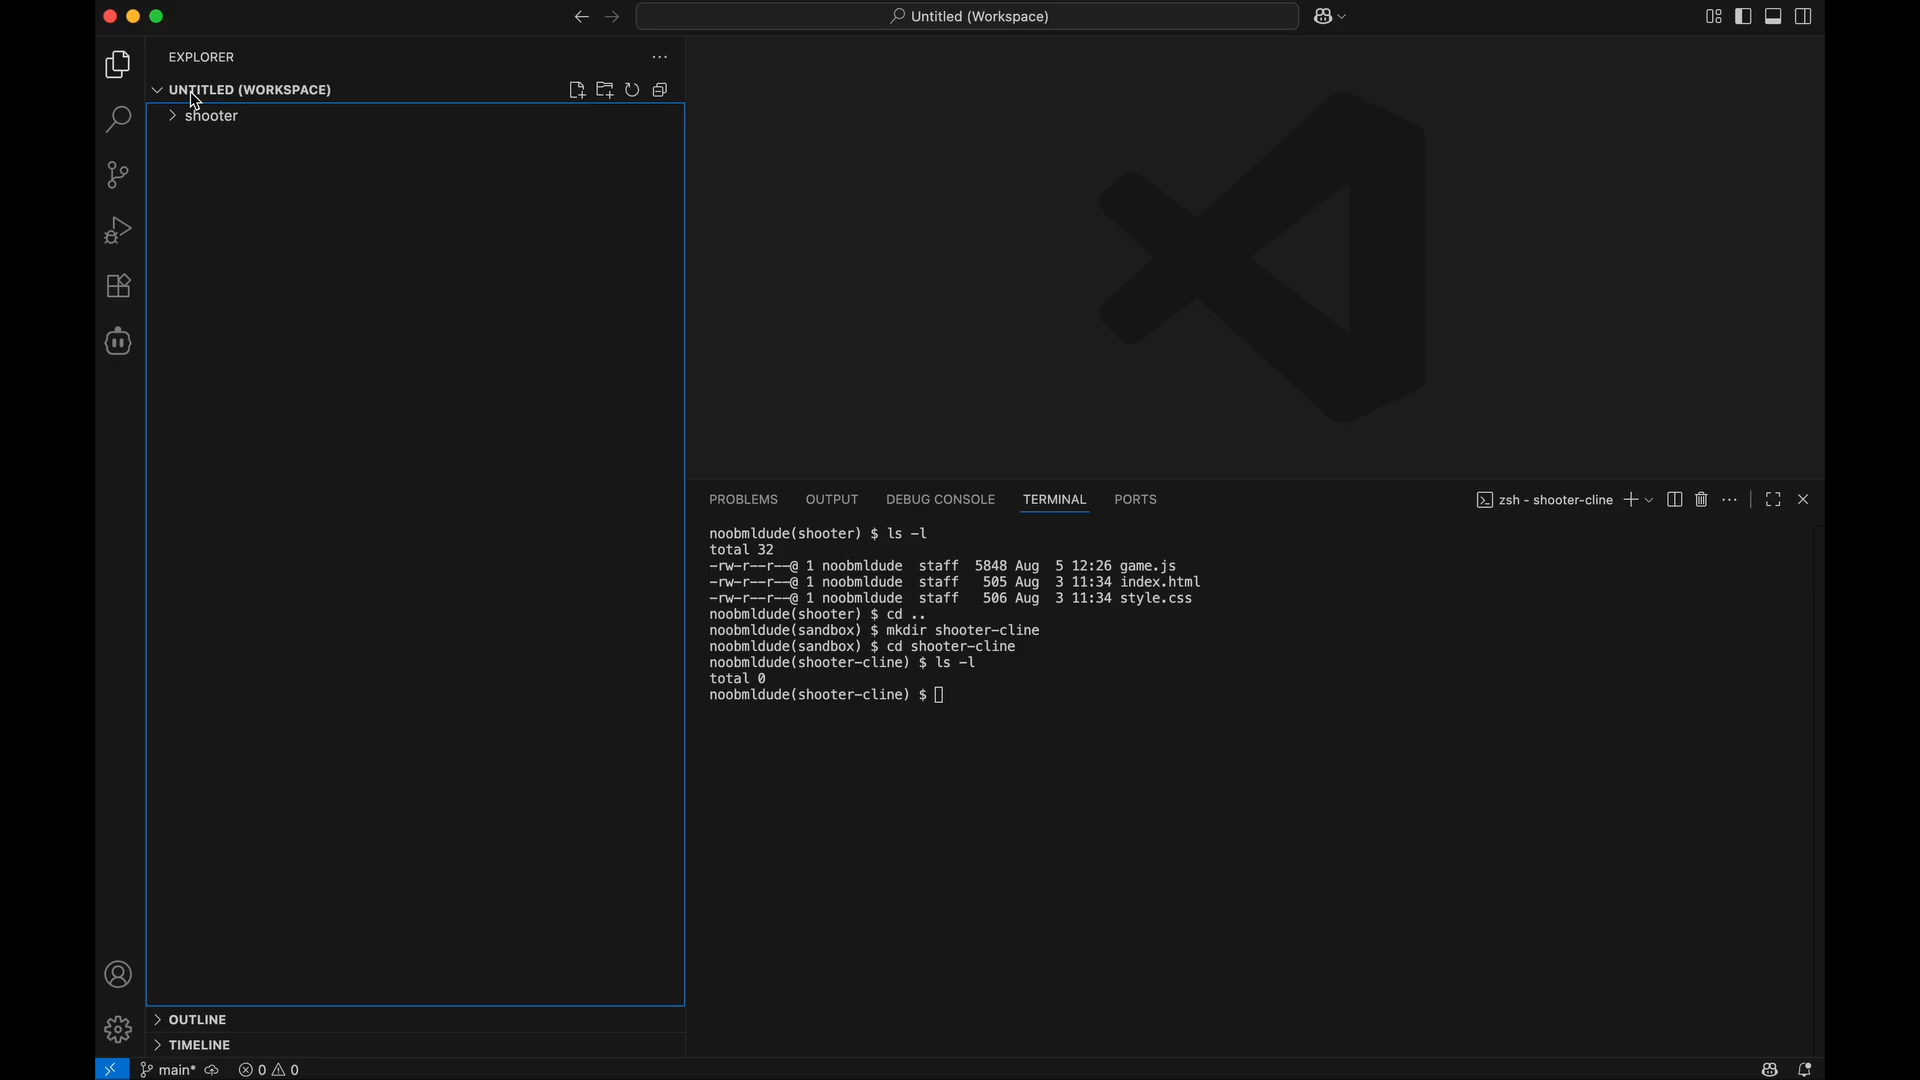 Untitled (Workspace)
EXPLORER
UNTITLED (WORKSPACE)
shooter
PROBLEMS OUTPUT DEBUG CONSOLE TERMINAL PORTS
zsh - shooter-cline
noobmldude(shooter) $ ls -l
total 32
-rw-r--r--@ 1 noobmldude  staff  5848 Aug  5 12:26 game.js
-rw-r--r--@ 1 noobmldude  staff   505 Aug  3 11:34 index.html
-rw-r--r--@ 1 noobmldude  staff   506 Aug  3 11:34 style.css
noobmldude(shooter) $ cd ..
noobmldude(sandbox) $ mkdir shooter-cline
noobmldude(sandbox) $ cd shooter-cline
noobmldude(shooter-cline) $ ls -l
total 0
noobmldude(shooter-cline) $
OUTLINE
TIMELINE
main* 0 0